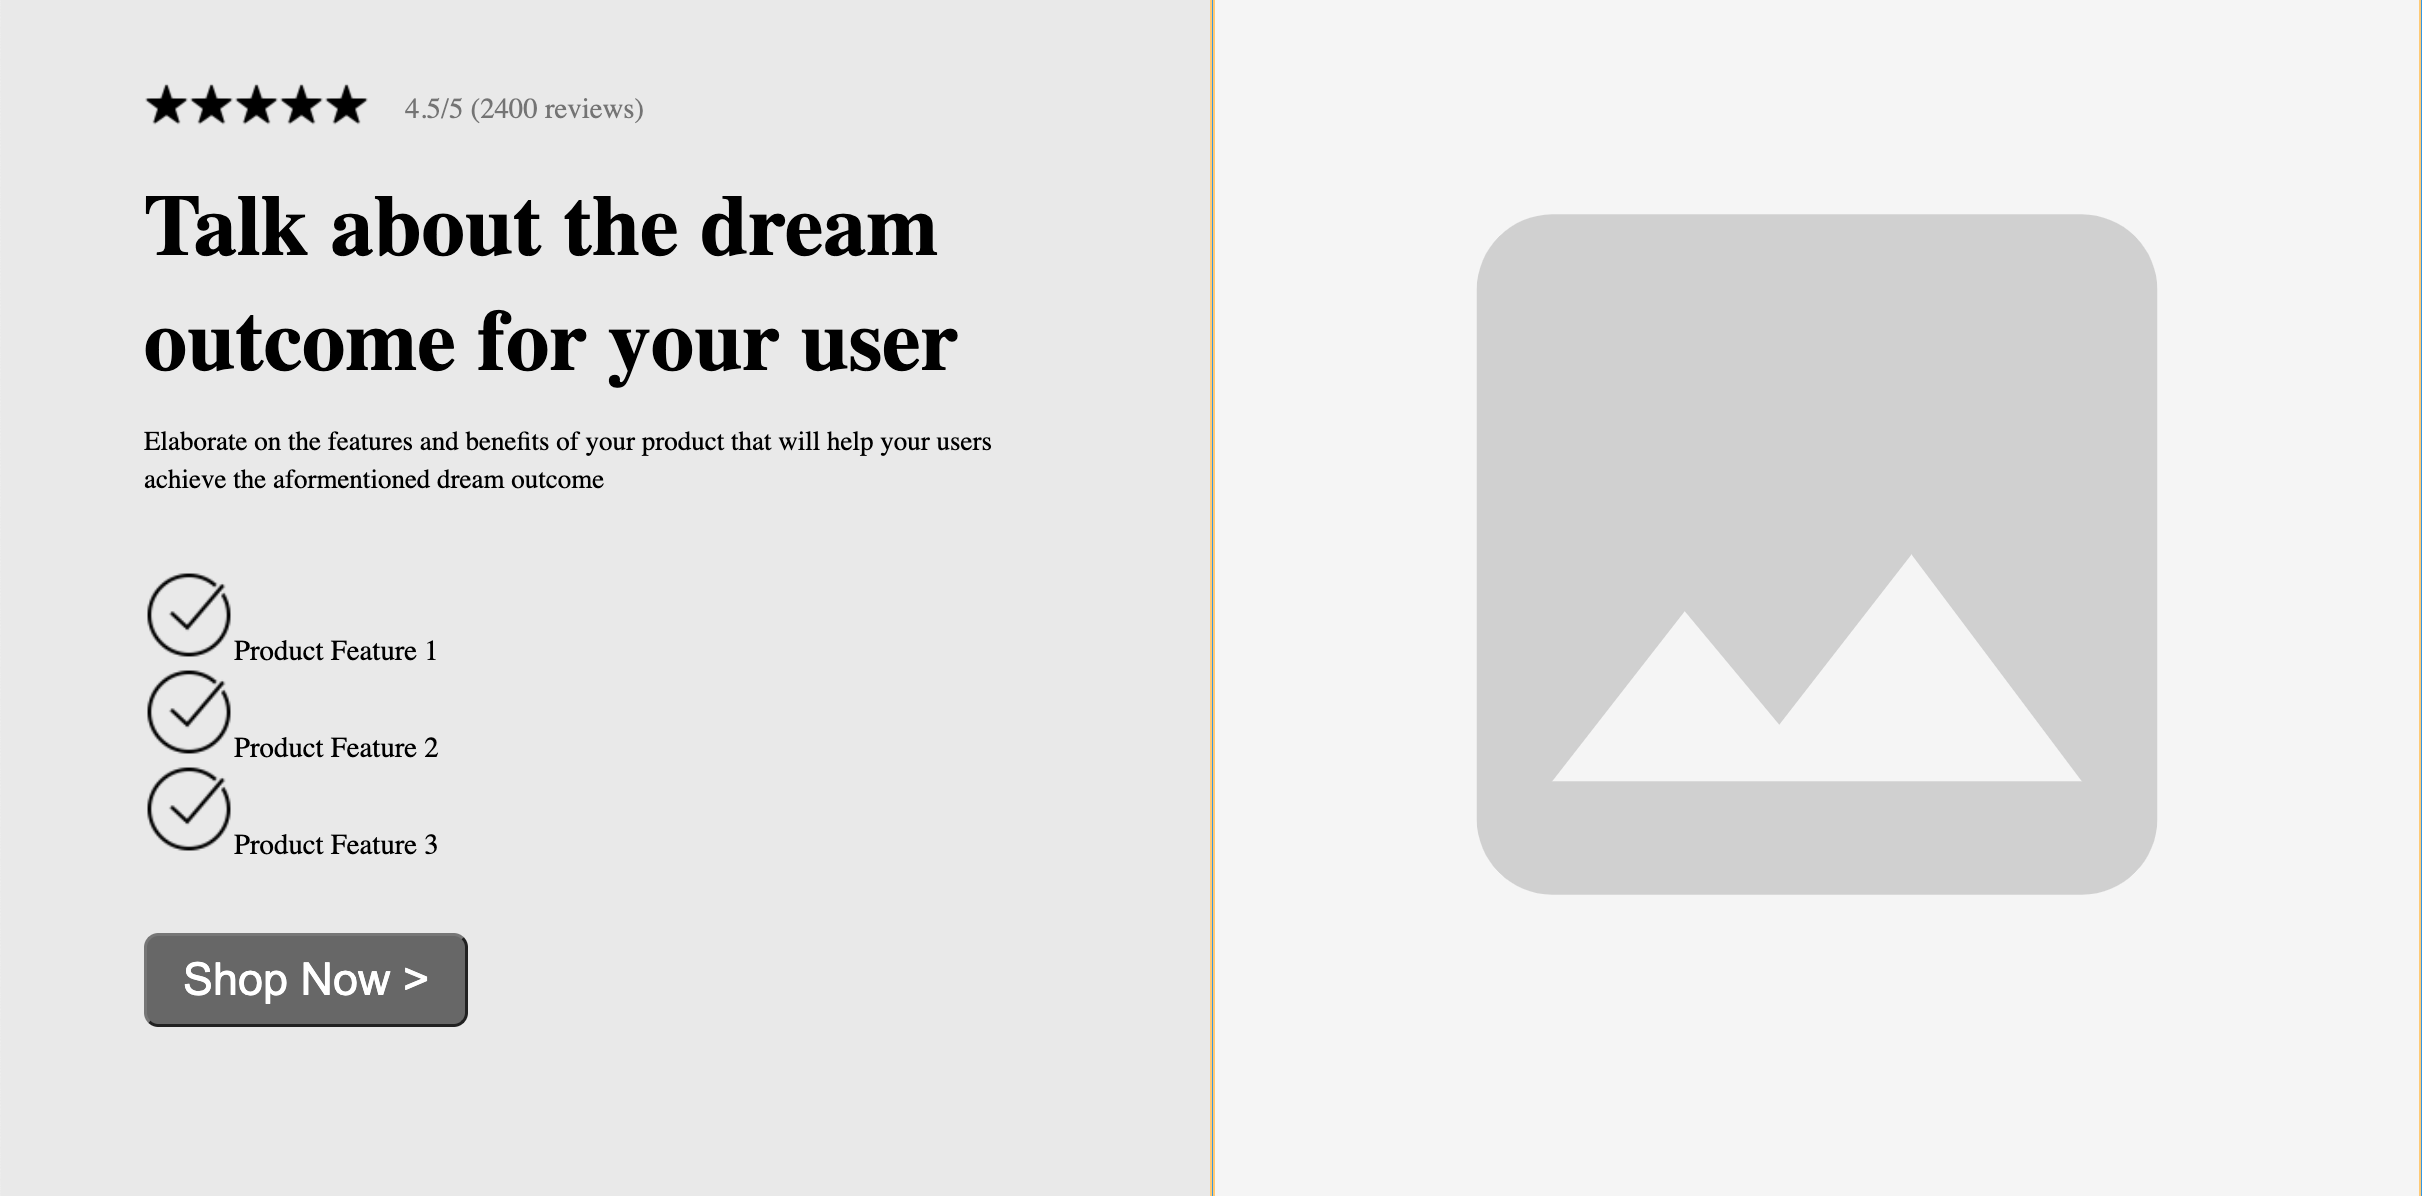 4.5/5 (2400 reviews)
Talk about the dream
outcome for your user
Elaborate on the features and benefits of your product that will help your users
achieve the aformentioned dream outcome
Product Feature 1
Product Feature 2
Product Feature 3
Shop Now >